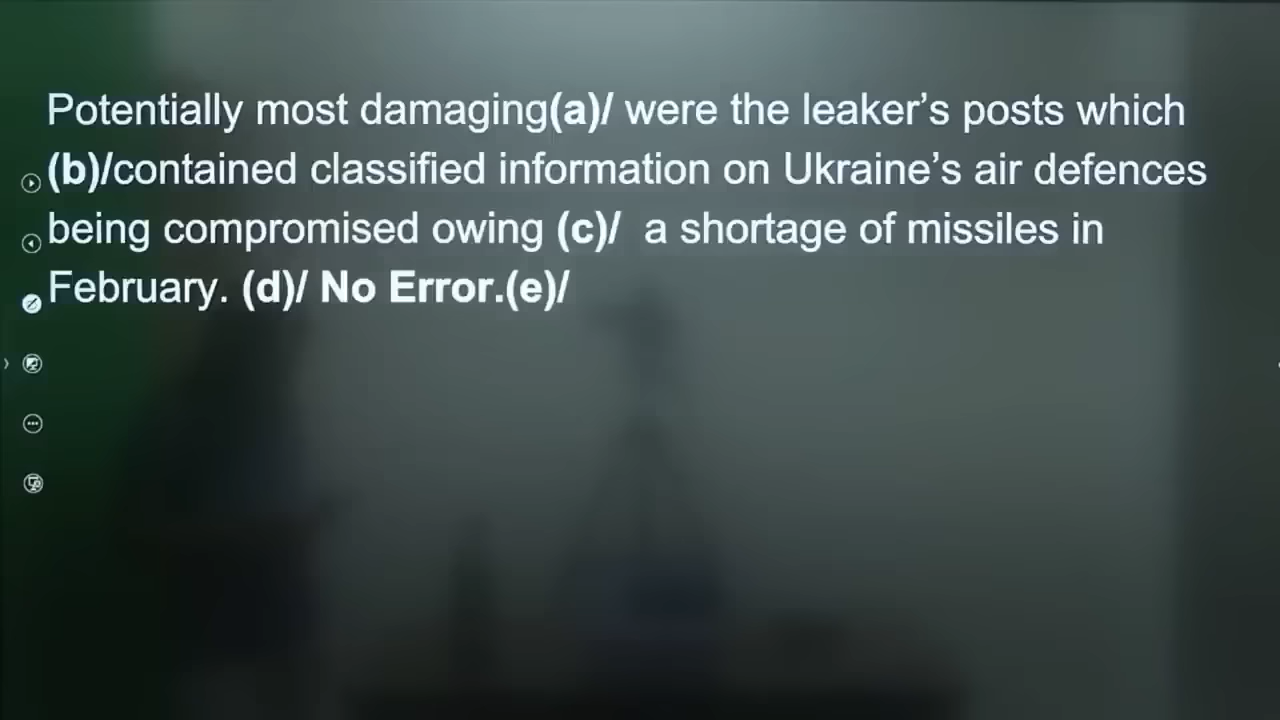 Potentially most damaging(a)/ were the leaker’s posts which
(b)/contained classified information on Ukraine’s air defences
being compromised owing (c)/  a shortage of missiles in
February. (d)/ No Error.(e)/